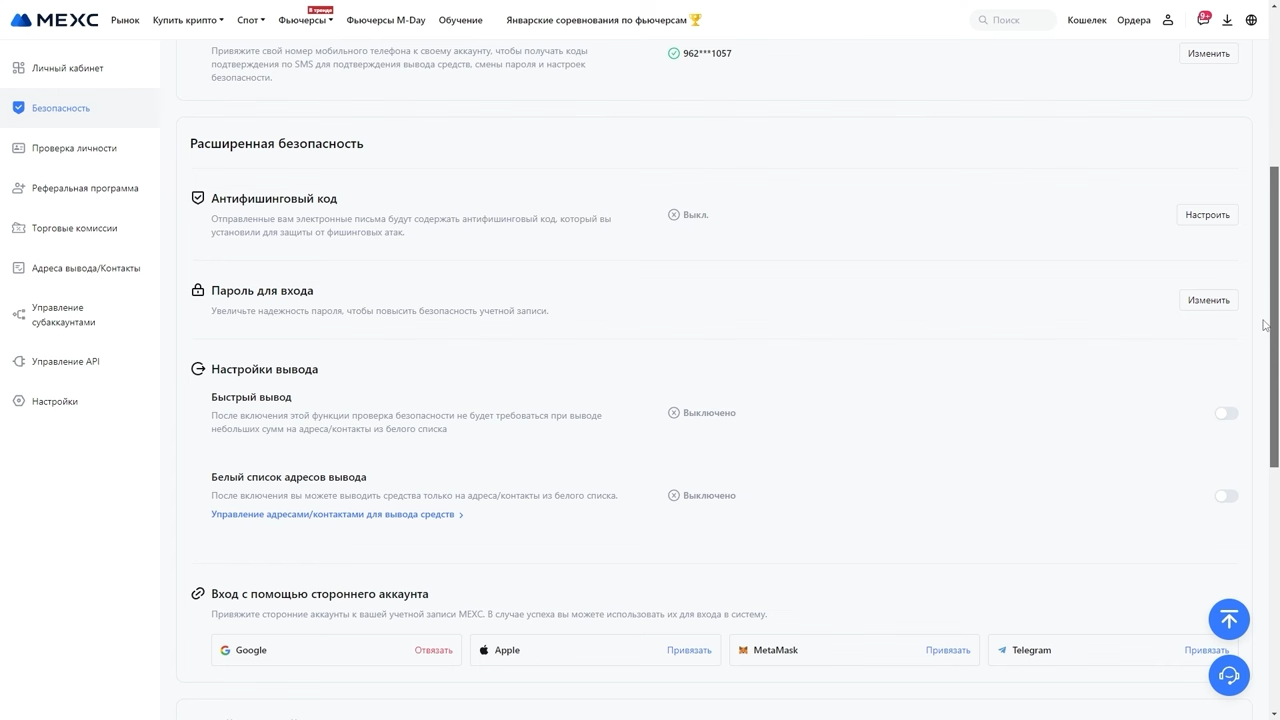 MEXC
Рынок
Купить крипто
Спот
Фьючерсы
В тренде
Фьючерсы M-Day
Обучение
Январские соревнования по фьючерсам
Поиск
Кошелек
Ордера
9+
Личный кабинет
Безопасность
Проверка личности
Реферальная программа
Торговые комиссии
Адреса вывода/Контакты
Управление
субаккаунтами
Управление API
Настройки
Привяжите свой номер мобильного телефона к своему аккаунту, чтобы получать коды
подтверждения по SMS для подтверждения вывода средств, смены пароля и настроек
безопасности.
962***1057
Изменить
Расширенная безопасность
Антифишинговый код
Отправленные вам электронные письма будут содержать антифишинговый код, который вы
установили для защиты от фишинговых атак.
Выкл.
Настроить
Пароль для входа
Увеличьте надежность пароля, чтобы повысить безопасность учетной записи.
Изменить
Настройки вывода
Быстрый вывод
После включения этой функции проверка безопасности не будет требоваться при выводе
небольших сумм на адреса/контакты из белого списка
Выключено
Белый список адресов вывода
После включения вы можете выводить средства только на адреса/контакты из белого списка.
Выключено
Управление адресами/контактами для вывода средств
Вход с помощью стороннего аккаунта
Привяжите сторонние аккаунты к вашей учетной записи MEXC. В случае успеха вы можете использовать их для входа в систему.
Google
Отвязать
Apple
Привязать
MetaMask
Привязать
Telegram
Привязать